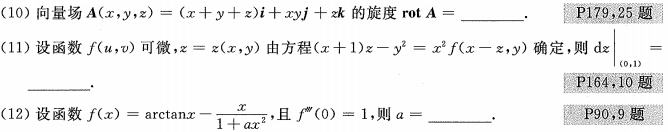 (10) 向量场 A(x,y,z) = (x+y+z)i+xyj+zk 的旋度 rot A = ________. P179,25 题
(11) 设函数 f(u,v) 可微,z = z(x,y) 由方程(x+1)z-y² = x²f(x-z,y) 确定,则 dz|₍₀,₁₎ =
________. P164,10 题
(12) 设函数 f(x) = arctanx - x/(1+ax²),且 f‴(0) = 1,则 a = ________. P90,9 题